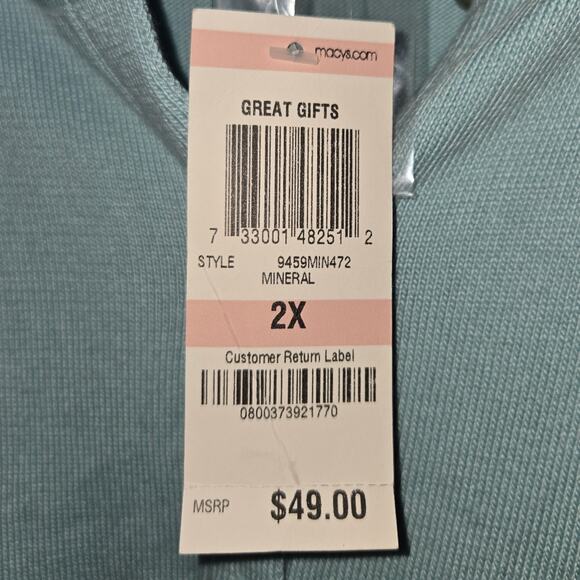 macys.com
GREAT GIFTS
7 33001 48251 2
STYLE 9459MIN472
MINERAL
2X
Customer Return Label
0800373921770
MSRP $49.00